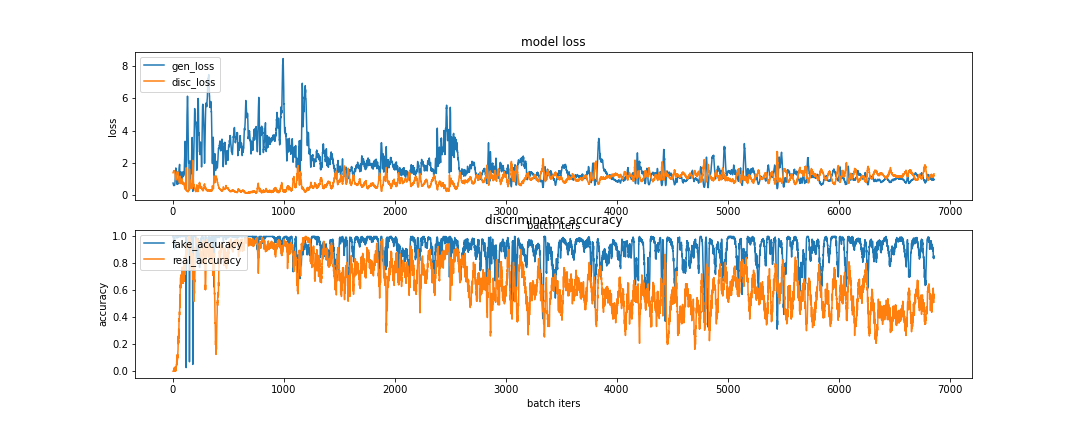 model loss
8
6
4
2
0
loss
gen_loss
disc_loss
0 1000 2000 3000 4000 5000 6000 7000
batch iters
discriminator accuracy
1.0
0.8
0.6
0.4
0.2
0.0
accuracy
fake_accuracy
real_accuracy
0 1000 2000 3000 4000 5000 6000 7000
batch iters